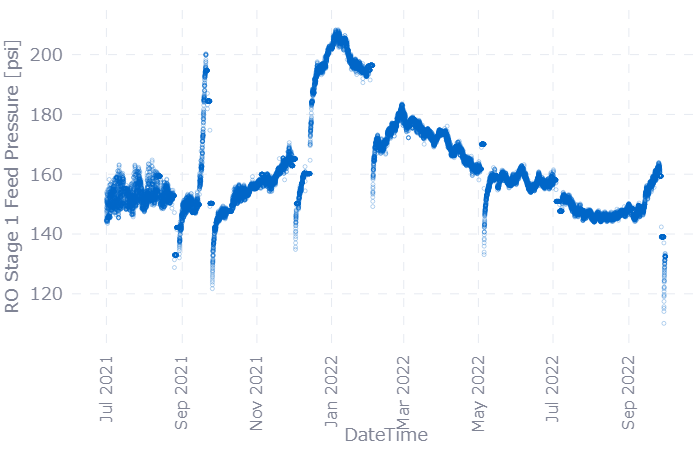 RO Stage 1 Feed Pressure [psi]
200
180
160
140
120
Jul 2021
Sep 2021
Nov 2021
Jan 2022
Mar 2022
May 2022
Jul 2022
Sep 2022
DateTime